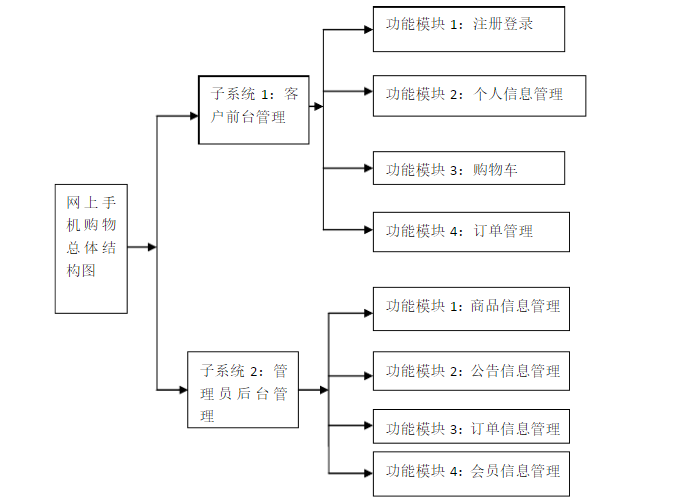 网上手
机购物
总体结
构图
子系统 1：客
户前台管理
功能模块 1：注册登录
功能模块 2：个人信息管理
功能模块 3：购物车
功能模块 4：订单管理
子系统 2：管
理员后台管
理
功能模块 1：商品信息管理
功能模块 2：公告信息管理
功能模块 3：订单信息管理
功能模块 4：会员信息管理